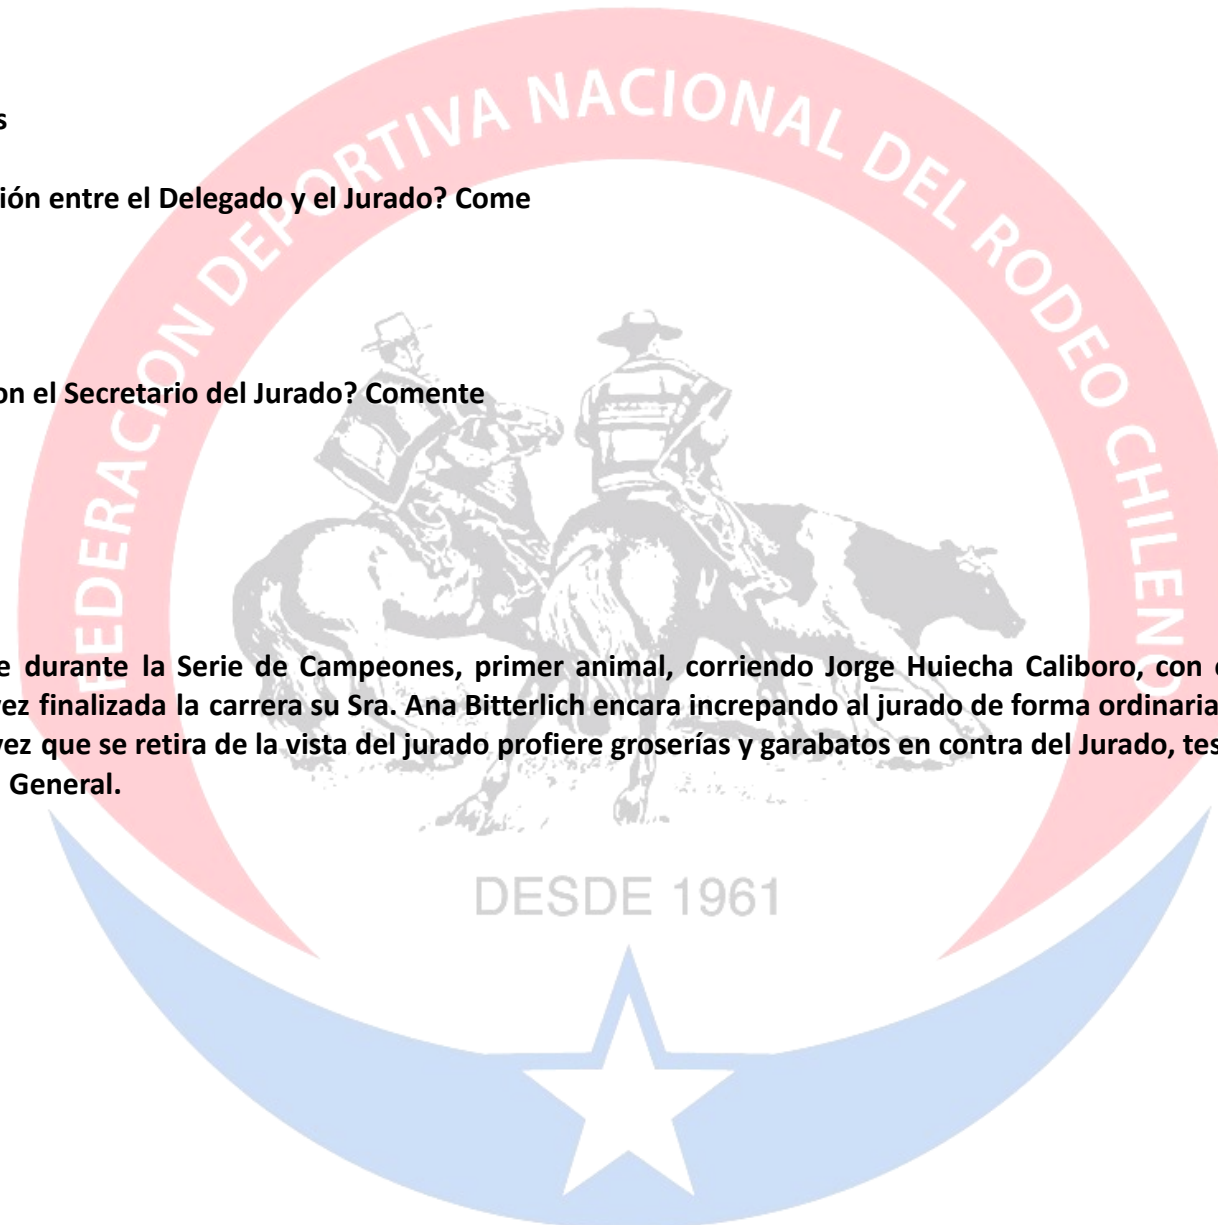 FEDERACION DEPORTIVA NACIONAL DEL RODEO CHILENO
s
ión entre el Delegado y el Jurado? Come
on el Secretario del Jurado? Comente
e durante la Serie de Campeones, primer animal, corriendo Jorge Huiecha Caliboro, con
vez finalizada la carrera su Sra. Ana Bitterlich encara increpando al jurado de forma ordinaria
vez que se retira de la vista del jurado profiere groserías y garabatos en contra del Jurado, tes
General.
DESDE 1961